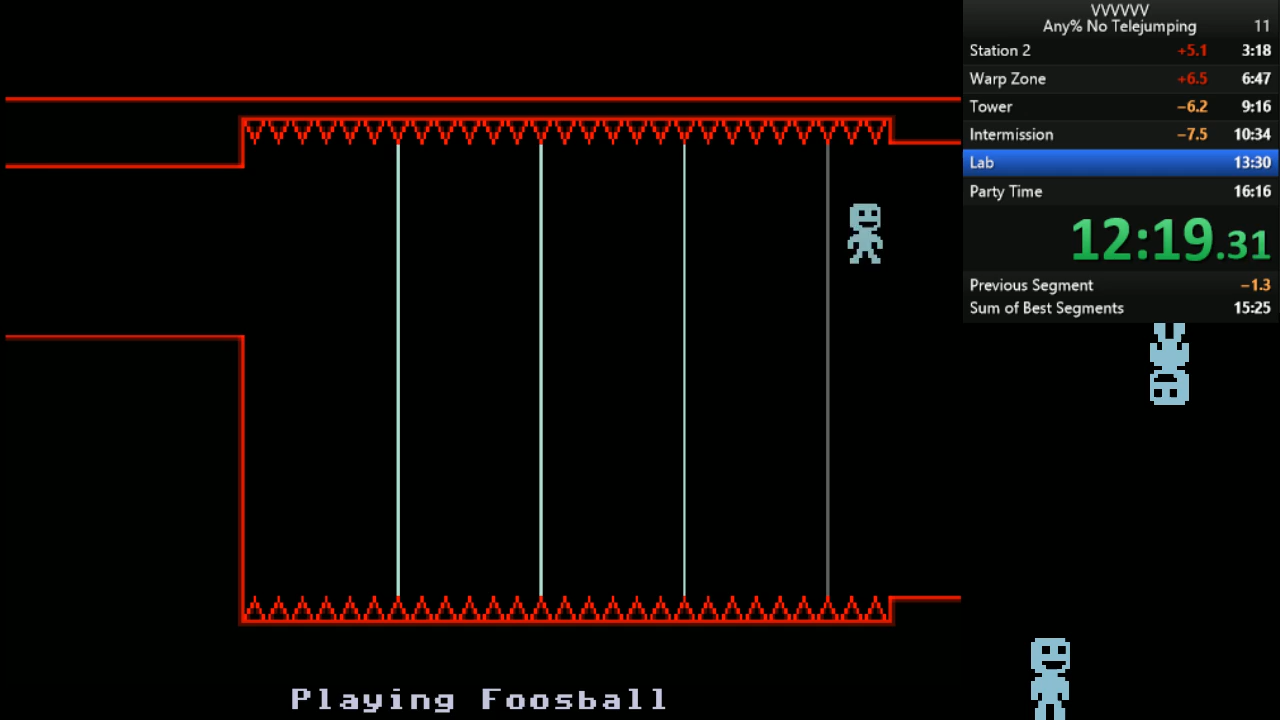 VVVVVV
Any% No Telejumping 11
Station 2 +5.1 3:18
Warp Zone +6.5 6:47
Tower −6.2 9:16
Intermission −7.5 10:34
Lab 13:30
Party Time 16:16
12:19.31
Previous Segment −1.3
Sum of Best Segments 15:25
Playing Foosball